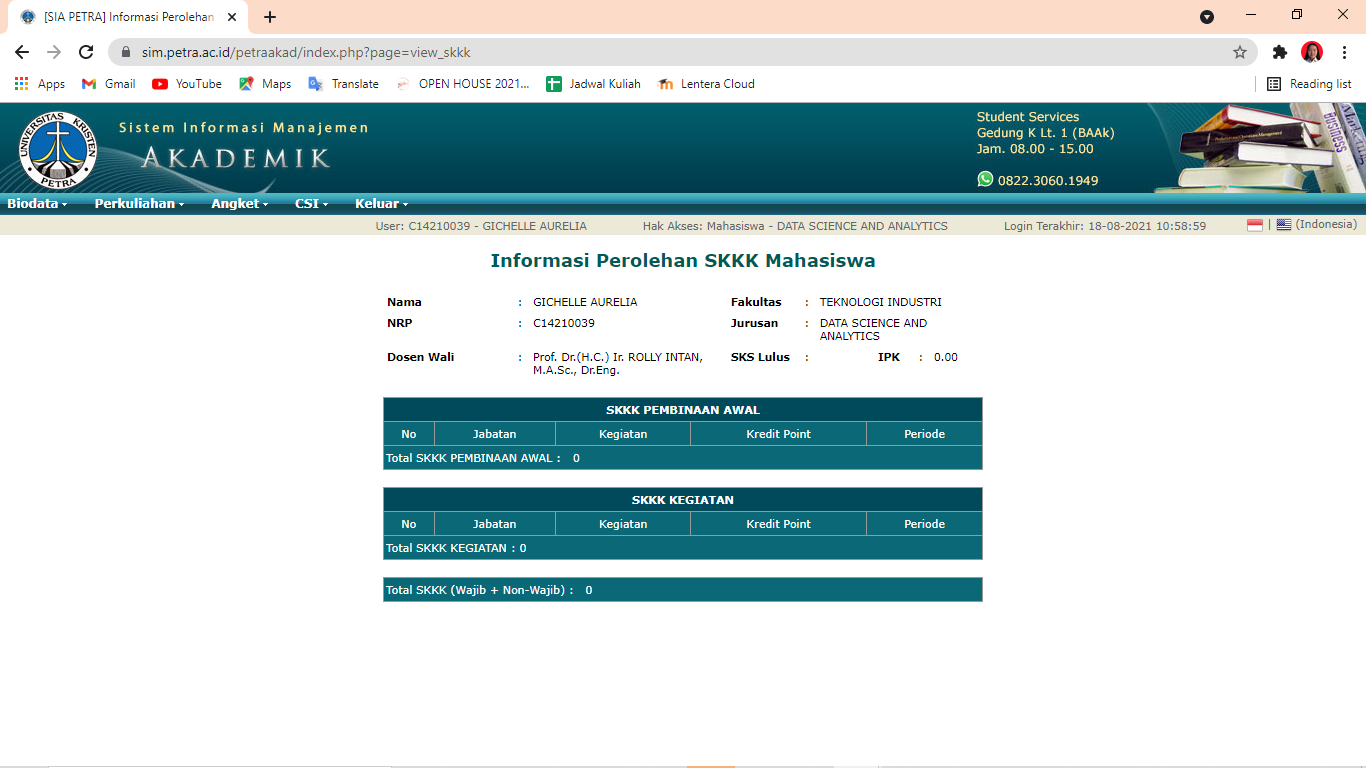 [SIA PETRA] Informasi Perolehan
sim.petra.ac.id/petraakad/index.php?page=view_skkk
Apps Gmail YouTube Maps Translate OPEN HOUSE 2021... Jadwal Kuliah Lentera Cloud Reading list
UNIVERSITAS KRISTEN
PETRA
Sistem Informasi Manajemen
AKADEMIK
Student Services
Gedung K Lt. 1 (BAAk)
Jam. 08.00 - 15.00
0822.3060.1949
Business
Biodata Perkuliahan Angket CSI Keluar
User: C14210039 - GICHELLE AURELIA Hak Akses: Mahasiswa - DATA SCIENCE AND ANALYTICS Login Terakhir: 18-08-2021 10:58:59 | (Indonesia)
Informasi Perolehan SKKK Mahasiswa
Nama : GICHELLE AURELIA Fakultas : TEKNOLOGI INDUSTRI
NRP : C14210039 Jurusan : DATA SCIENCE AND
ANALYTICS
Dosen Wali : Prof. Dr.(H.C.) Ir. ROLLY INTAN, SKS Lulus : IPK : 0.00
M.A.Sc., Dr.Eng.
SKKK PEMBINAAN AWAL
No Jabatan Kegiatan Kredit Point Periode
Total SKKK PEMBINAAN AWAL : 0
SKKK KEGIATAN
No Jabatan Kegiatan Kredit Point Periode
Total SKKK KEGIATAN : 0
Total SKKK (Wajib + Non-Wajib) : 0